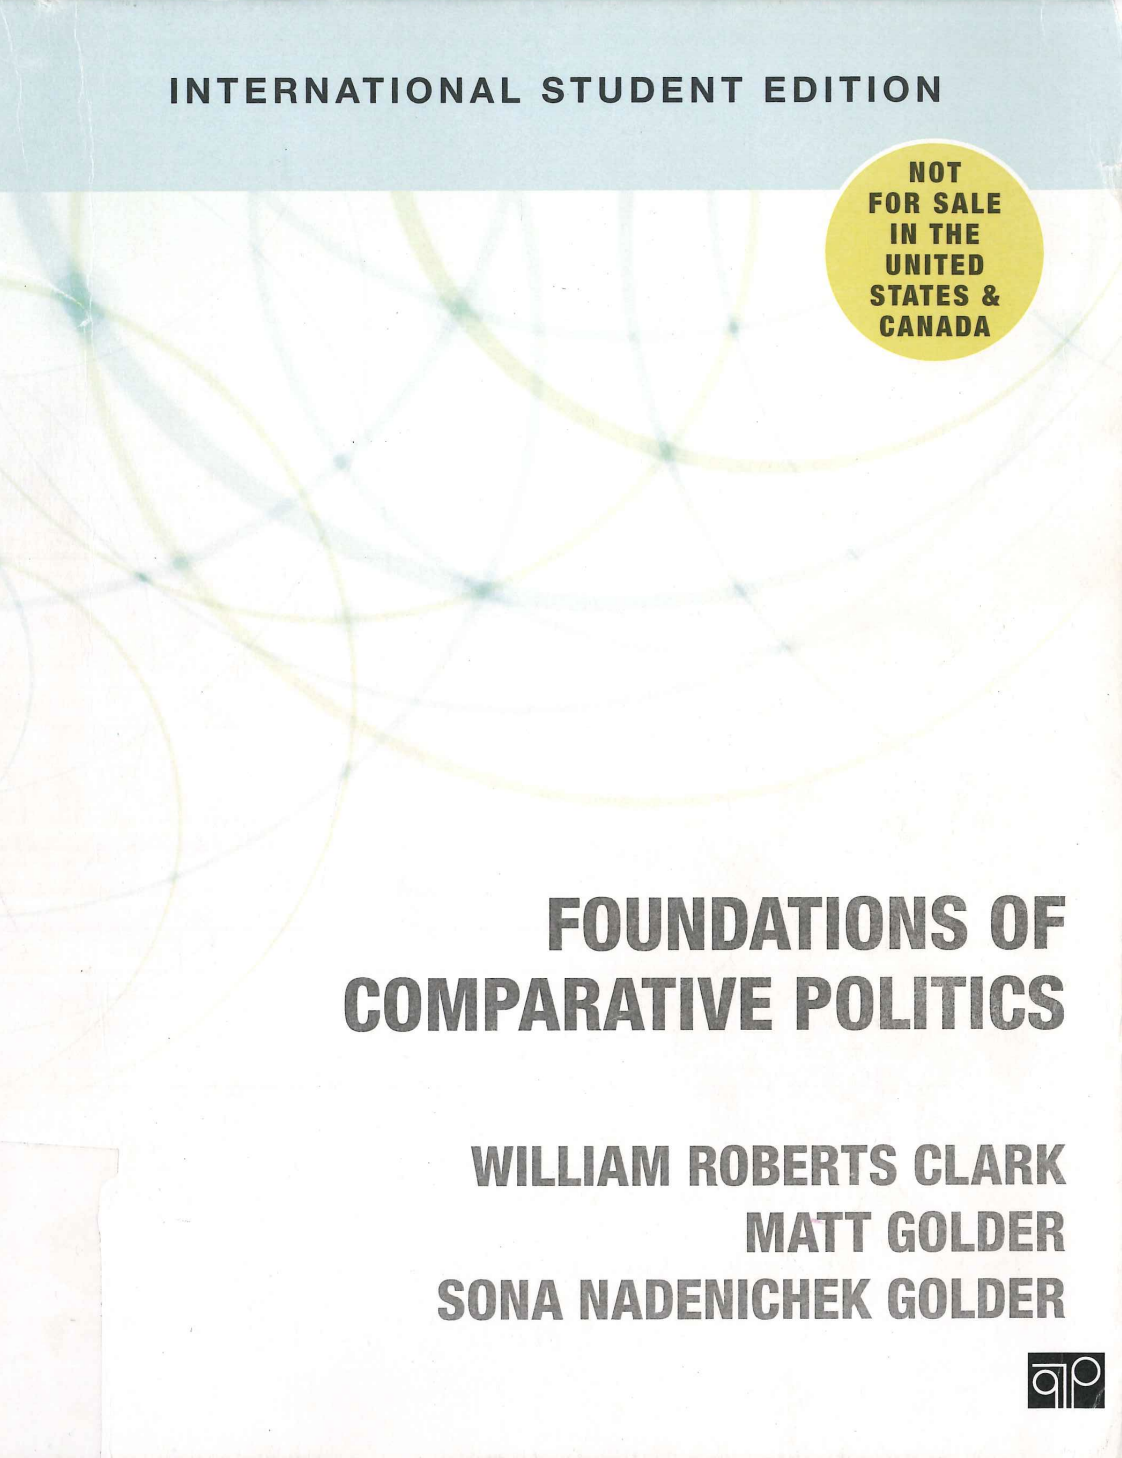 INTERNATIONAL STUDENT EDITION
NOT
FOR SALE
IN THE
UNITED
STATES &
CANADA
FOUNDATIONS OF
COMPARATIVE POLITICS
WILLIAM ROBERTS CLARK
MATT GOLDER
SONA NADENICHEK GOLDER